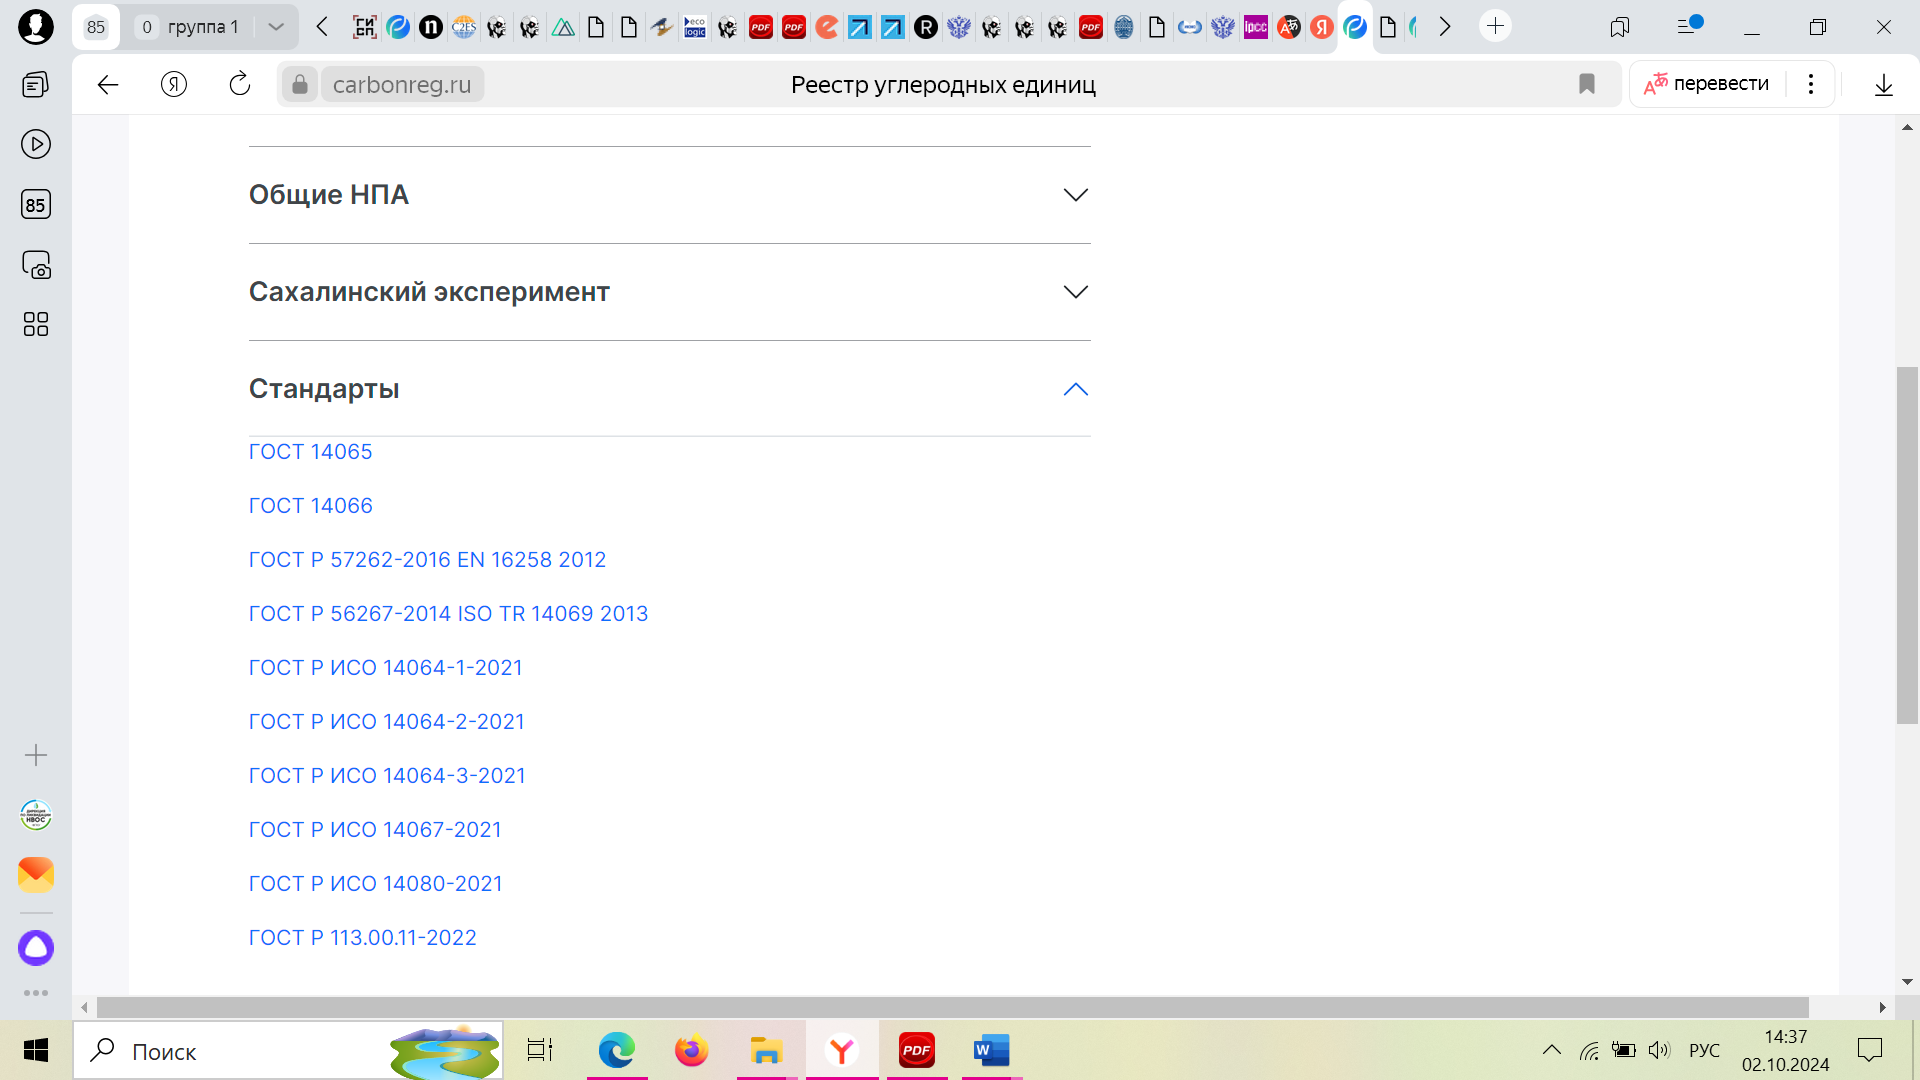 85
0 группа 1
carbonreg.ru
Реестр углеродных единиц
перевести
85
Общие НПА
Сахалинский эксперимент
Стандарты
ГОСТ 14065
ГОСТ 14066
ГОСТ Р 57262-2016 EN 16258 2012
ГОСТ Р 56267-2014 ISO TR 14069 2013
ГОСТ Р ИСО 14064-1-2021
ГОСТ Р ИСО 14064-2-2021
ГОСТ Р ИСО 14064-3-2021
ГОСТ Р ИСО 14067-2021
ГОСТ Р ИСО 14080-2021
ГОСТ Р 113.00.11-2022
Поиск
PDF
W
РУС
14:37
02.10.2024